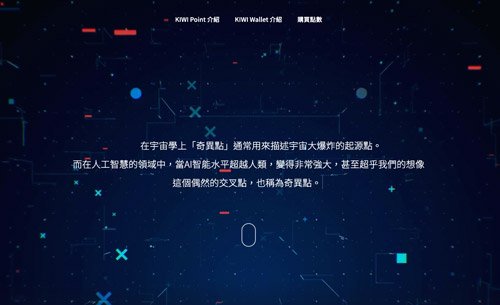 KIWI Point 介紹 KIWI Wallet 介紹 購買點數
在宇宙學上「奇異點」通常用來描述宇宙大爆炸的起源點。
而在人工智慧的領域中，當AI智能水平超越人類，變得非常強大，甚至超乎我們的想像
這個偶然的交叉點，也稱為奇異點。